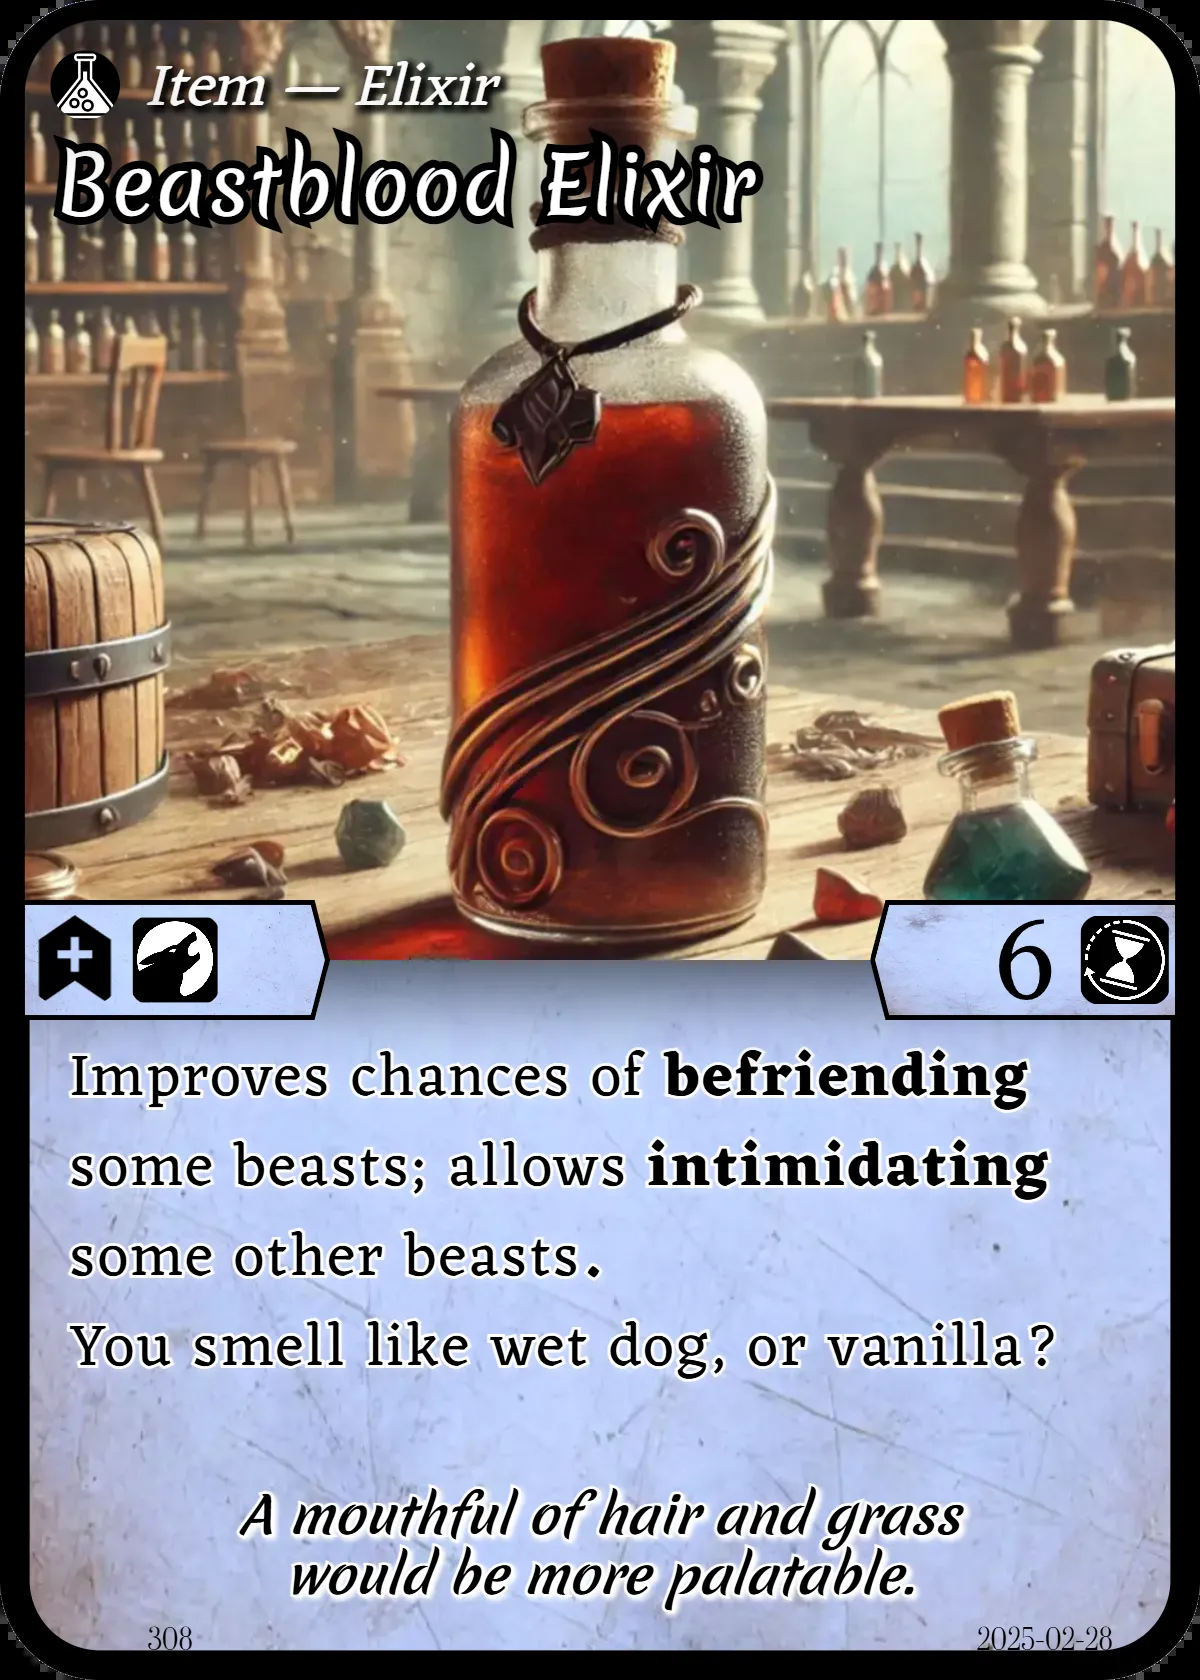 Item — Elixir
Beastblood Elixir
6
Improves chances of befriending
some beasts; allows intimidating
some other beasts.
You smell like wet dog, or vanilla?
A mouthful of hair and grass
would be more palatable.
308
2025-02-28